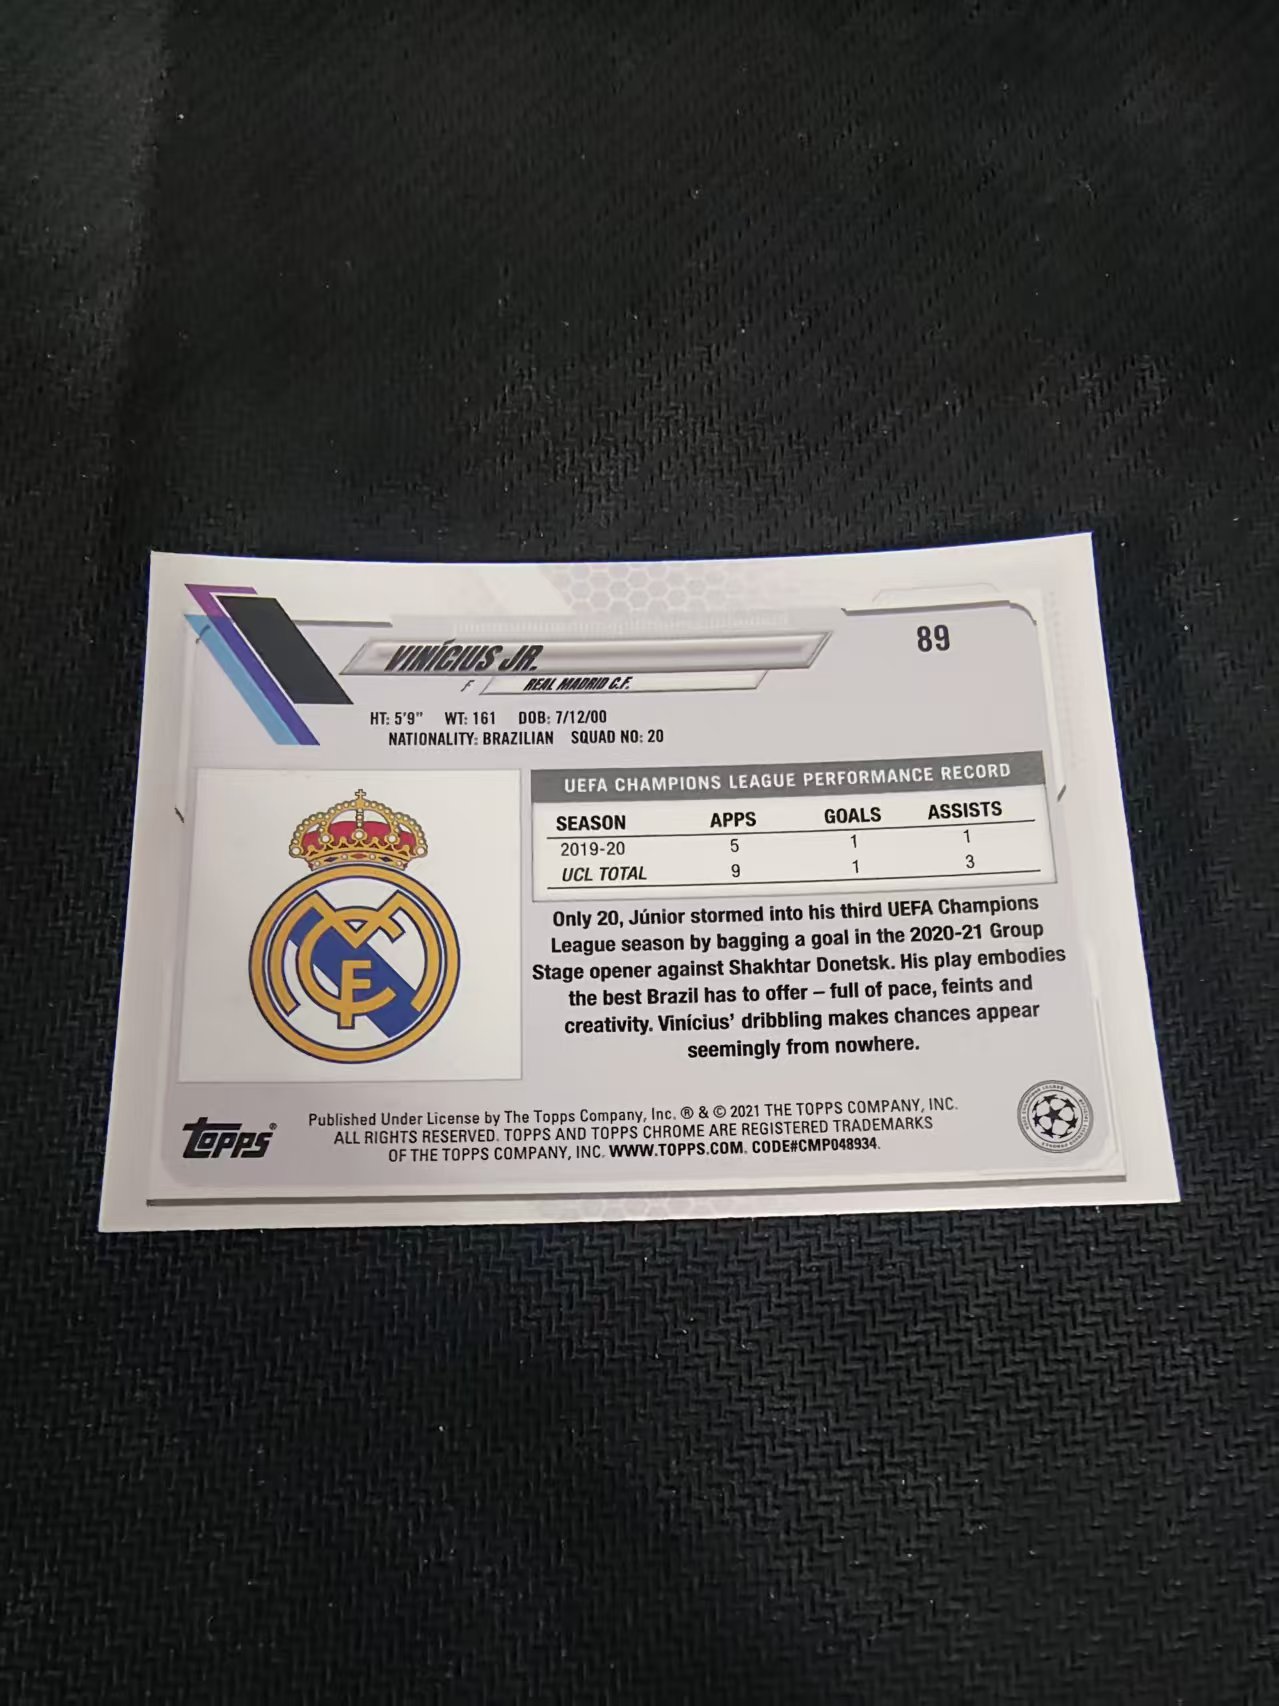 89
VINÍCIUS JR.
F REAL MADRID C.F.
HT: 5'9" WT: 161 DOB: 7/12/00
NATIONALITY: BRAZILIAN SQUAD NO: 20
UEFA CHAMPIONS LEAGUE PERFORMANCE RECORD
SEASON APPS GOALS ASSISTS
2019-20 5 1 1
UCL TOTAL 9 1 3
Only 20, Júnior stormed into his third UEFA Champions
League season by bagging a goal in the 2020-21 Group
Stage opener against Shakhtar Donetsk. His play embodies
the best Brazil has to offer – full of pace, feints and
creativity. Vinícius' dribbling makes chances appear
seemingly from nowhere.
topps®
Published Under License by The Topps Company, Inc. ® & © 2021 THE TOPPS COMPANY, INC.
ALL RIGHTS RESERVED. TOPPS AND TOPPS CHROME ARE REGISTERED TRADEMARKS
OF THE TOPPS COMPANY, INC. WWW.TOPPS.COM. CODE#CMP048934.